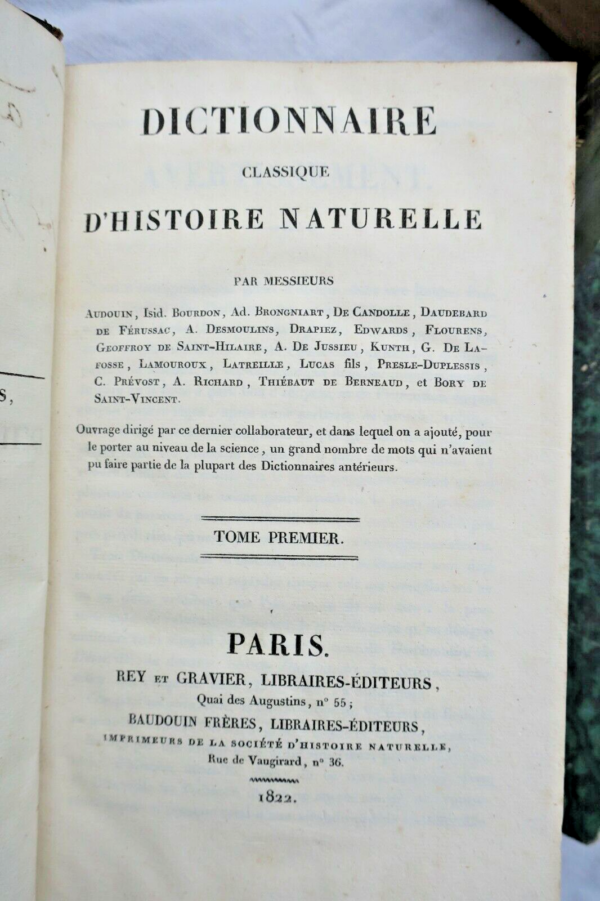 DICTIONNAIRE
CLASSIQUE
D'HISTOIRE NATURELLE
PAR MESSIEURS
AUDOUIN, ISID. BOURDON, AD. BRONGNIART, DE CANDOLLE, DAUDEBARD
DE FÉRUSSAC, A. DESMOULINS, DRAPIEZ, EDWARDS, FLOURENS,
GEOFFROY DE SAINT-HILAIRE, A. DE JUSSIEU, KUNTH, G. DE LA-
FOSSE, LAMOUROUX, LATREILLE, LUCAS fils, PRESLE-DUPLESSIS,
C. PRÉVOST, A. RICHARD, THIÉBAUT DE BERNEAUD, et BORY DE
SAINT-VINCENT.
Ouvrage dirigé par ce dernier collaborateur, et dans lequel on a ajouté, pour
le porter au niveau de la science, un grand nombre de mots qui n'avaient
pu faire partie de la plupart des Dictionnaires antérieurs.
TOME PREMIER.
PARIS.
REY ET GRAVIER, LIBRAIRES-ÉDITEURS,
Quai des Augustins, n° 55;
BAUDOUIN FRÈRES, LIBRAIRES-ÉDITEURS,
IMPRIMEURS DE LA SOCIÉTÉ D'HISTOIRE NATURELLE,
Rue de Vaugirard, n° 36.
1822.